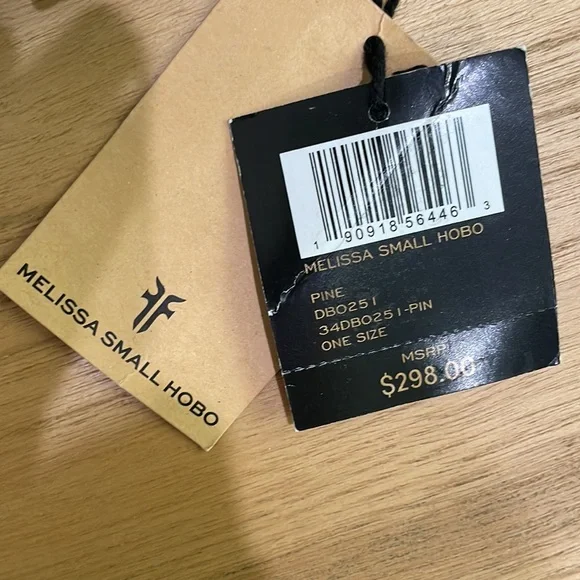 MELISSA SMALL HOBO
1 90918 56446 3
MELISSA SMALL HOBO
PINE
DB0251
34DB0251-PIN
ONE SIZE
MSRP
$298.00